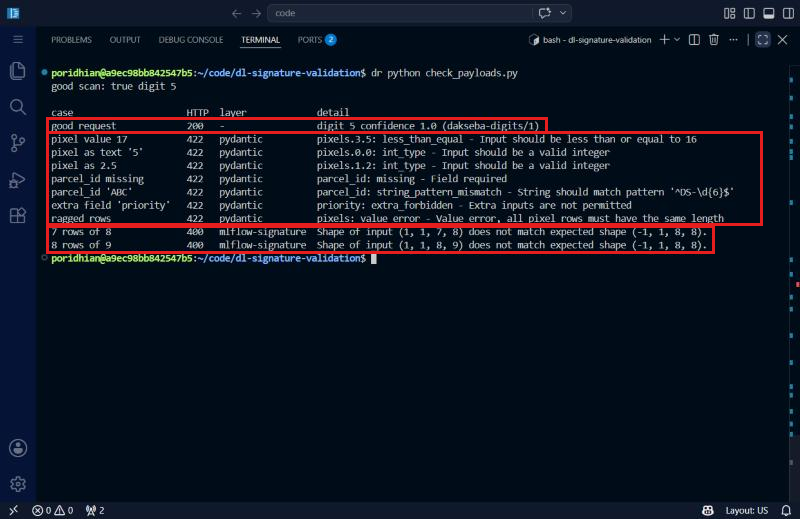 code
PROBLEMS OUTPUT DEBUG CONSOLE TERMINAL PORTS 2 bash - dl-signature-validation
poridhian@a9ec98bb842547b5:~/code/dl-signature-validation$ dr python check_payloads.py
good scan: true digit 5
case HTTP layer detail
good request 200 - digit 5 confidence 1.0 (dakseba-digits/1)
pixel value 17 422 pydantic pixels.3.5: less_than_equal - Input should be less than or equal to 16
pixel as text '5' 422 pydantic pixels.0.0: int_type - Input should be a valid integer
pixel as 2.5 422 pydantic pixels.1.2: int_type - Input should be a valid integer
parcel_id missing 422 pydantic parcel_id: missing - Field required
parcel_id 'ABC' 422 pydantic parcel_id: string_pattern_mismatch - String should match pattern '^DS-\d{6}$'
extra field 'priority' 422 pydantic priority: extra_forbidden - Extra inputs are not permitted
ragged rows 422 pydantic pixels: value error - Value error, all pixel rows must have the same length
7 rows of 8 400 mlflow-signature Shape of input (1, 1, 7, 8) does not match expected shape (-1, 1, 8, 8).
8 rows of 9 400 mlflow-signature Shape of input (1, 1, 8, 9) does not match expected shape (-1, 1, 8, 8).
poridhian@a9ec98bb842547b5:~/code/dl-signature-validation$
0 0 2 Layout: US